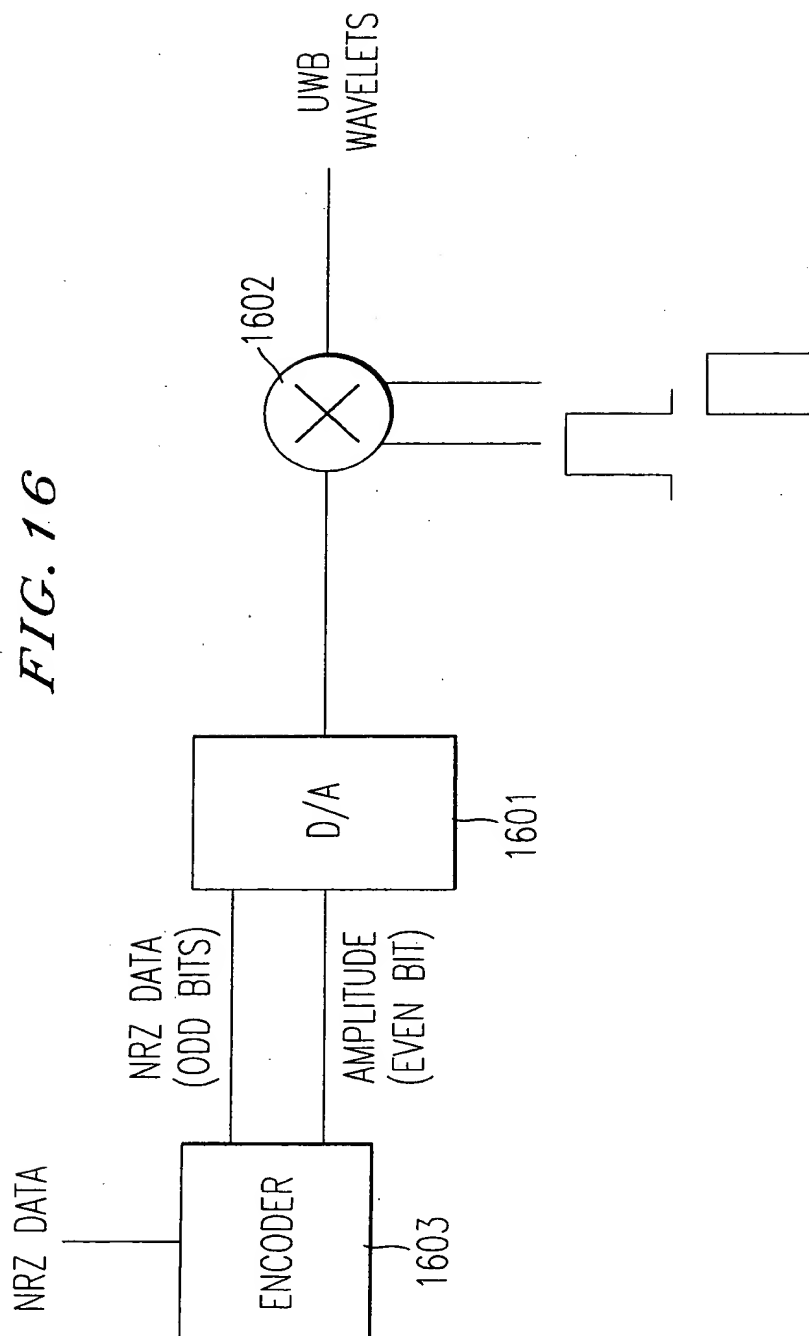 FIG. 16
NRZ DATA
ENCODER
1603
NRZ DATA
(ODD BITS)
AMPLITUDE
(EVEN BIT)
D/A
1601
1602
UWB
WAVELETS